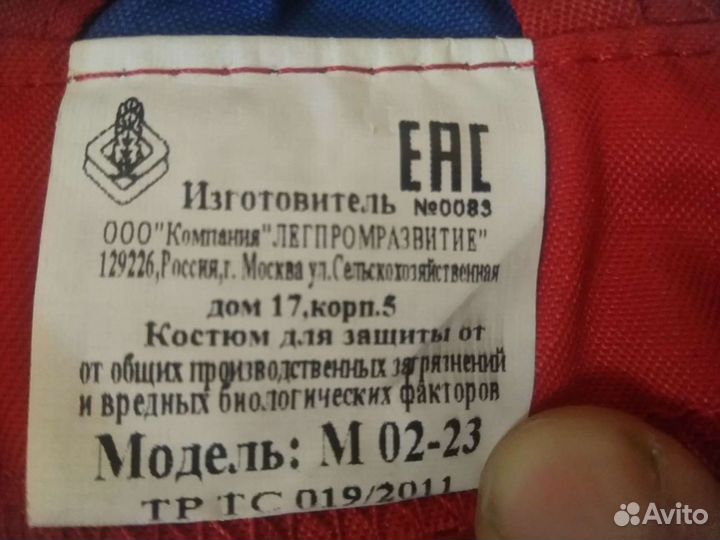 EAC
Изготовитель №0083
ООО"Компания"ЛЕГПРОМРАЗВИТИЕ"
129226,Россия,г. Москва ул.Сельскохозяйственная
дом 17,корп.5
Костюм для защиты от
от общих производственных загрязнений
и вредных биологических факторов
Модель: М 02-23
ТР ТС 019/2011
Avito